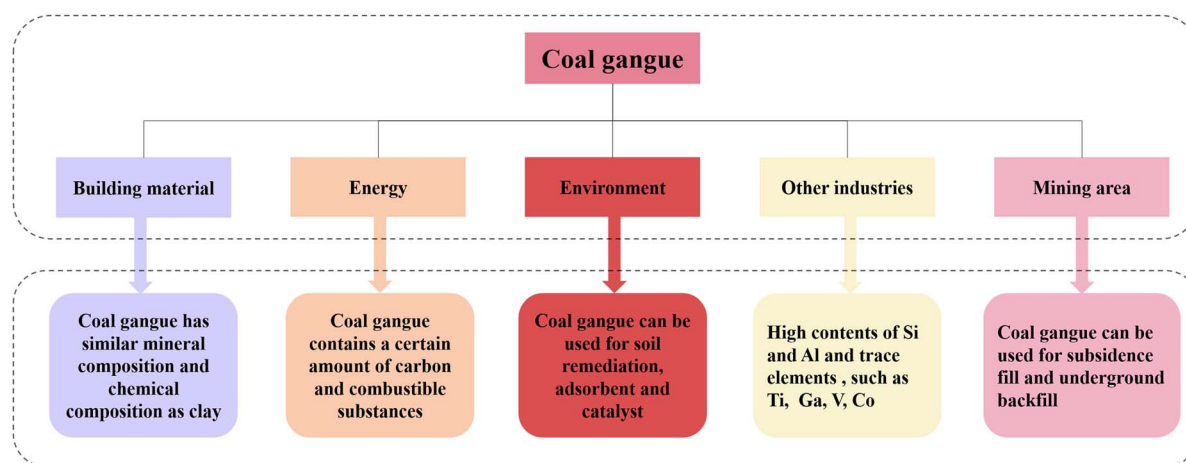 Coal gangue
Building material
Energy
Environment
Other industries
Mining area
Coal gangue has
similar mineral
composition and
chemical
composition as clay
Coal gangue
contains a certain
amount of carbon
and combustible
substances
Coal gangue can be
used for soil
remediation,
adsorbent and
catalyst
High contents of Si
and Al and trace
elements , such as
Ti, Ga, V, Co
Coal gangue can be
used for subsidence
fill and underground
backfill